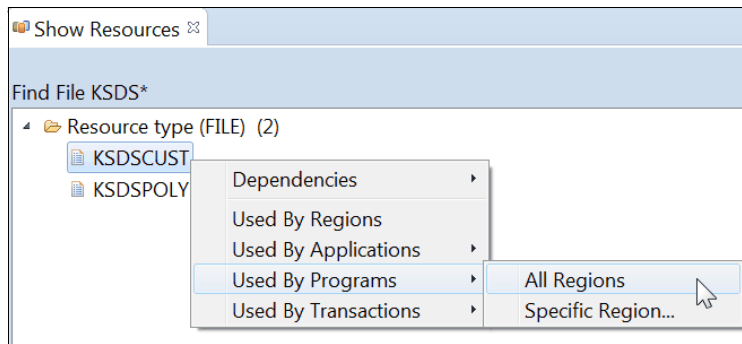 Show Resources
Find File KSDS*
Resource type (FILE) (2)
KSDSCUST
KSDSPOLY
Dependencies
Used By Regions
Used By Applications
Used By Programs
Used By Transactions
All Regions
Specific Region...